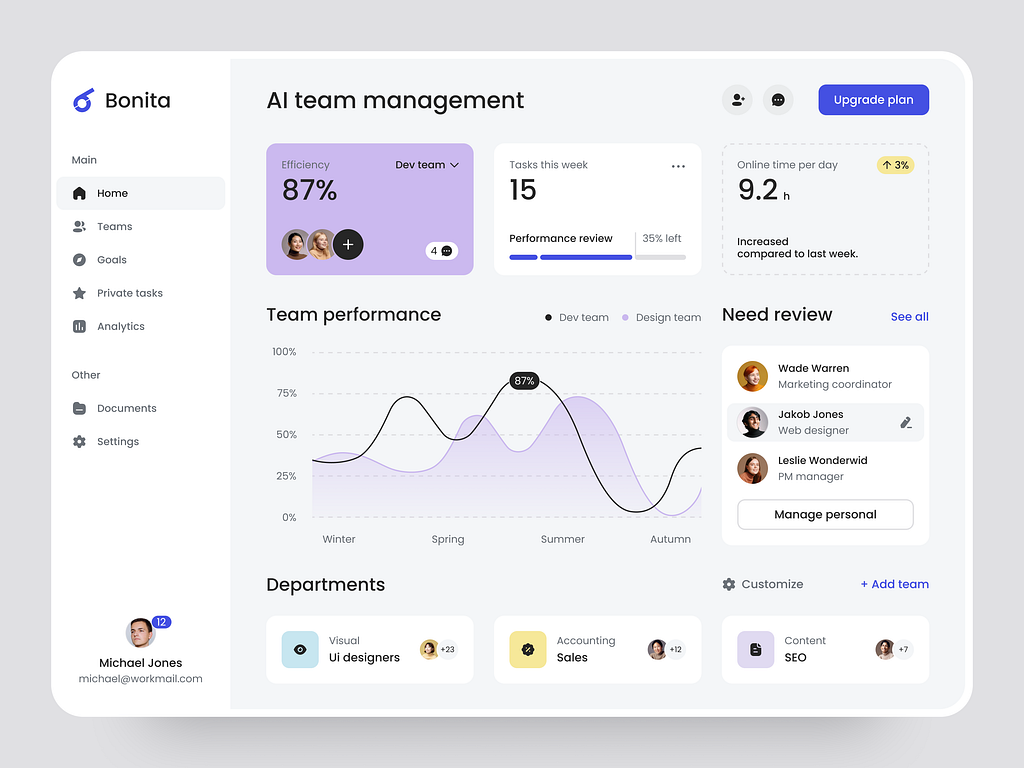 Bonita
Main
Home
Teams
Goals
Private tasks
Analytics
Other
Documents
Settings
12
Michael Jones
michael@workmail.com
AI team management
Upgrade plan
Efficiency
Dev team
87%
4
Tasks this week
15
Performance review
35% left
Online time per day
3%
9.2 h
Increased
compared to last week.
Team performance
Dev team
Design team
100%
75%
50%
25%
0%
87%
Winter
Spring
Summer
Autumn
Need review
See all
Wade Warren
Marketing coordinator
Jakob Jones
Web designer
Leslie Wonderwid
PM manager
Manage personal
Departments
Customize
+ Add team
Visual
Ui designers
+23
Accounting
Sales
+12
Content
SEO
+7